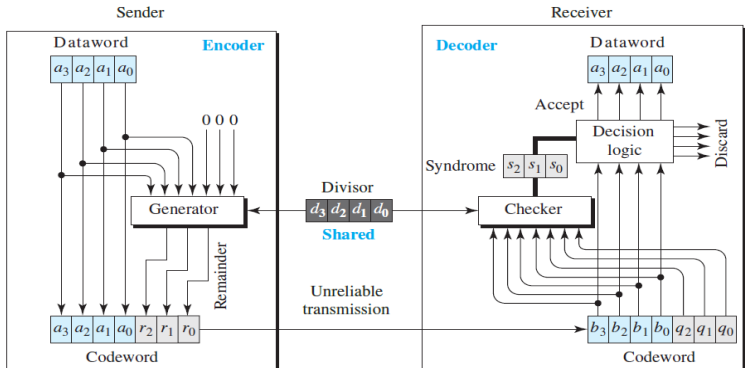 Sender
Receiver
Dataword
Encoder
Decoder
Dataword
a3 a2 a1 a0
a3 a2 a1 a0
Accept
0 0 0
Decision
logic
Discard
Syndrome s2 s1 s0
Divisor
Generator
d3 d2 d1 d0
Checker
Shared
Remainder
Unreliable
transmission
a3 a2 a1 a0 r2 r1 r0
b3 b2 b1 b0 q2 q1 q0
Codeword
Codeword